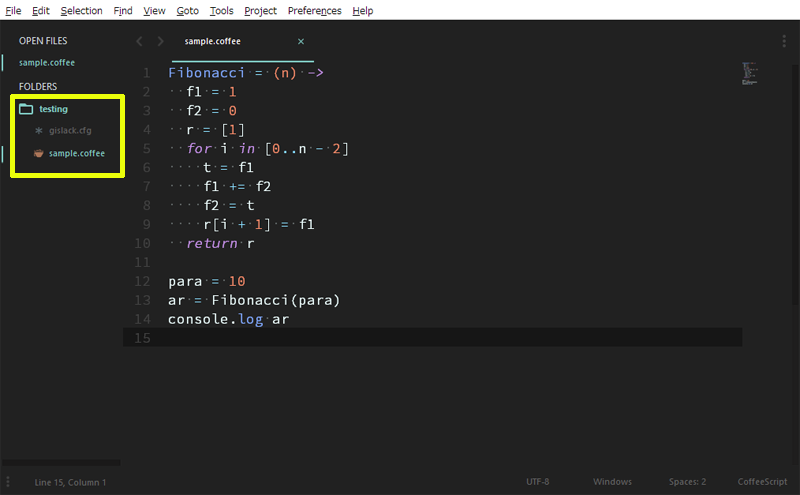 File Edit Selection Find View Goto Tools Project Preferences Help
OPEN FILES
sample.coffee
FOLDERS
testing
gislack.cfg
sample.coffee
sample.coffee ×
1 Fibonacci = (n) ->
2   f1 = 1
3   f2 = 0
4   r = [1]
5   for i in [0..n - 2]
6     t = f1
7     f1 += f2
8     f2 = t
9     r[i + 1] = f1
10   return r
11
12 para = 10
13 ar = Fibonacci(para)
14 console.log ar
15
Line 15, Column 1 UTF-8 Windows Spaces: 2 CoffeeScript